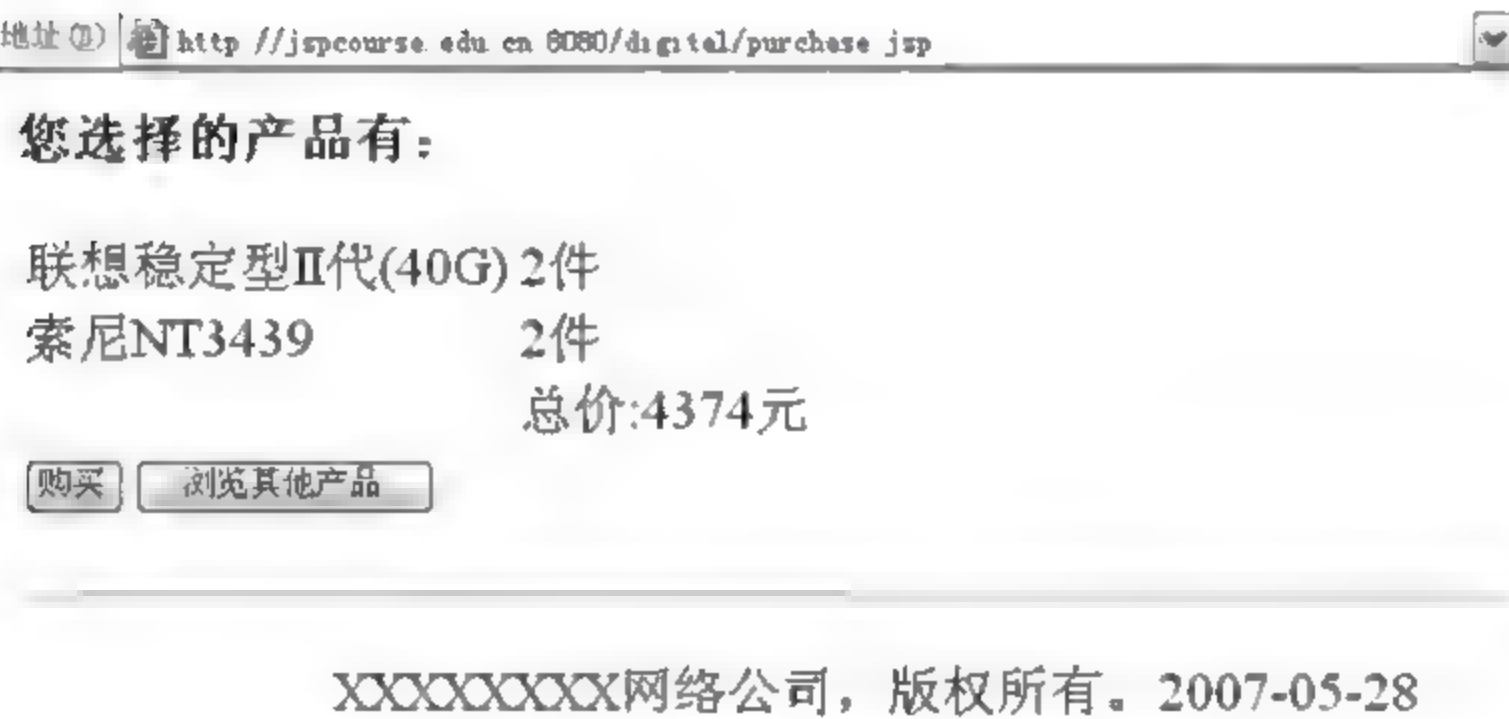 地址(D) http //jspcourse.edu cn 8080/digital/purchase jsp
您选择的产品有：
联想稳定型II代(40G) 2件
索尼NT3439 2件
总价:4374元
购买 浏览其他产品
XXXXXXXX网络公司，版权所有。2007-05-28